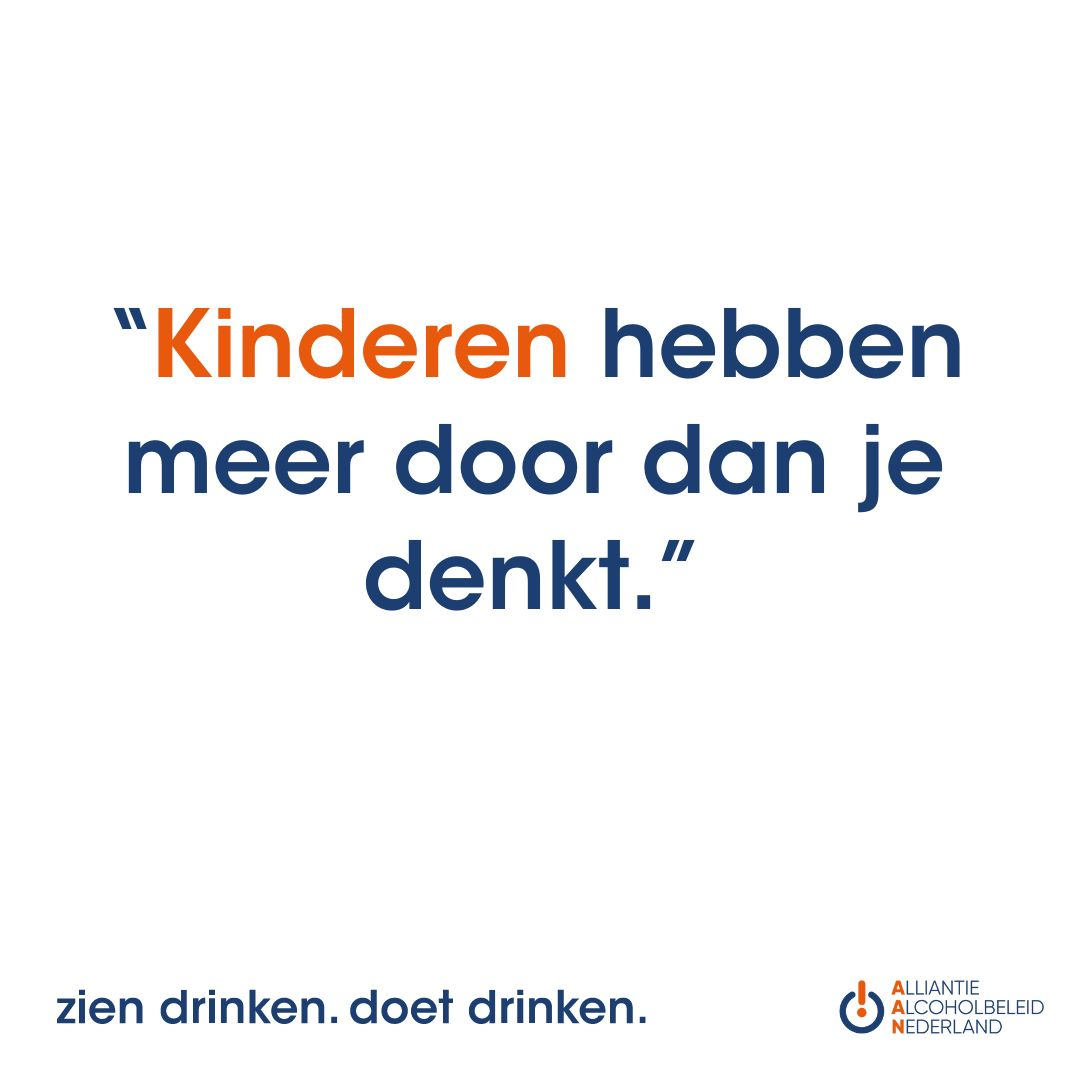 “Kinderen hebben
meer door dan je
denkt.”
zien drinken. doet drinken.
ALLIANTIE
ALCOHOLBELEID
NEDERLAND